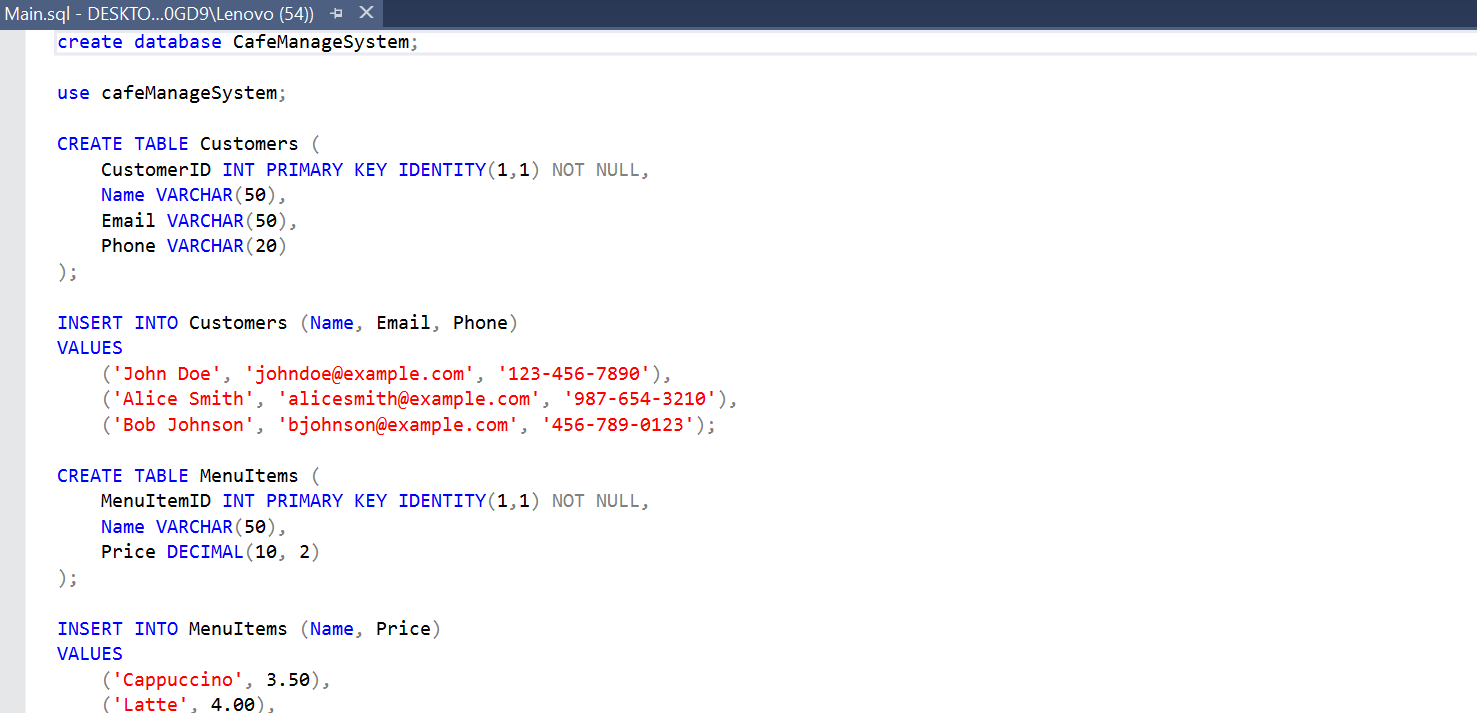 Main.sql - DESKTO...0GD9\Lenovo (54))
create database CafeManageSystem;
use cafeManageSystem;
CREATE TABLE Customers (
    CustomerID INT PRIMARY KEY IDENTITY(1,1) NOT NULL,
    Name VARCHAR(50),
    Email VARCHAR(50),
    Phone VARCHAR(20)
);
INSERT INTO Customers (Name, Email, Phone)
VALUES
    ('John Doe', 'johndoe@example.com', '123-456-7890'),
    ('Alice Smith', 'alicesmith@example.com', '987-654-3210'),
    ('Bob Johnson', 'bjohnson@example.com', '456-789-0123');
CREATE TABLE MenuItems (
    MenuItemID INT PRIMARY KEY IDENTITY(1,1) NOT NULL,
    Name VARCHAR(50),
    Price DECIMAL(10, 2)
);
INSERT INTO MenuItems (Name, Price)
VALUES
    ('Cappuccino', 3.50),
    ('Latte', 4.00),